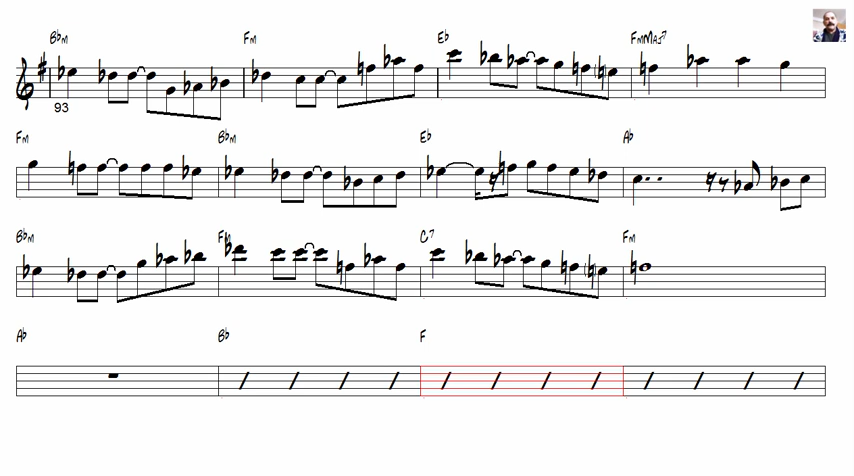 B♭m Fm E♭ FmMaj7
93
Fm B♭m E♭ A♭
B♭m Fm C7 Fm
A♭ B♭ F